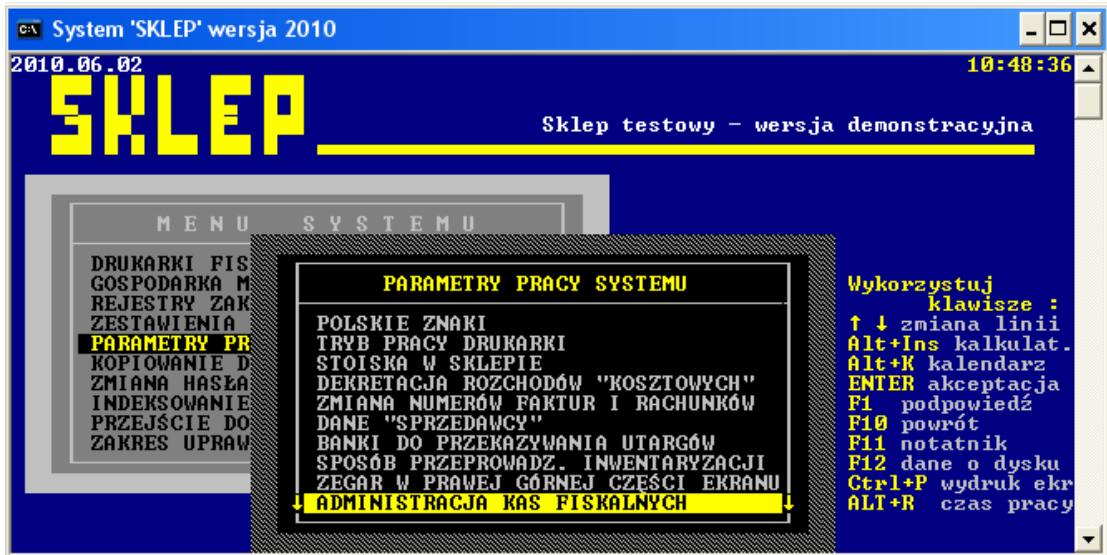 System 'SKLEP' wersja 2010
2010.06.02
10:48:36
SKLEP
Sklep testowy - wersja demonstracyjna
MENU SYSTEMU
DRUKARKI FIS
GOSPODARKA M
REJESTRY ZAK
ZESTAWIENIA
PARAMETRY PR
KOPIOWANIE D
ZMIANA HASŁA
INDEKSOWANIE
PRZEJŚCIE DO
ZAKRES UPRAW
PARAMETRY PRACY SYSTEMU
POLSKIE ZNAKI
TRYB PRACY DRUKARKI
STOISKA W SKLEPIE
DEKRETACJA ROZCHODÓW "KOSZTOWYCH"
ZMIANA NUMERÓW FAKTUR I RACHUNKÓW
DANE "SPRZEDAWCY"
BANKI DO PRZEKAZYWANIA UTARGÓW
SPOSÓB PRZEPROWADZ. INWENTARYZACJI
ZEGAR W PRAWEJ GÓRNEJ CZĘŚCI EKRANU
↓ ADMINISTRACJA KAS FISKALNYCH ↓
Wykorzystuj
klawisze :
↑ ↓ zmiana linii
Alt+Ins kalkulat.
Alt+K kalendarz
ENTER akceptacja
F1 podpowiedź
F10 powrót
F11 notatnik
F12 dane o dysku
Ctrl+P wydruk ekr
ALT+R czas pracy